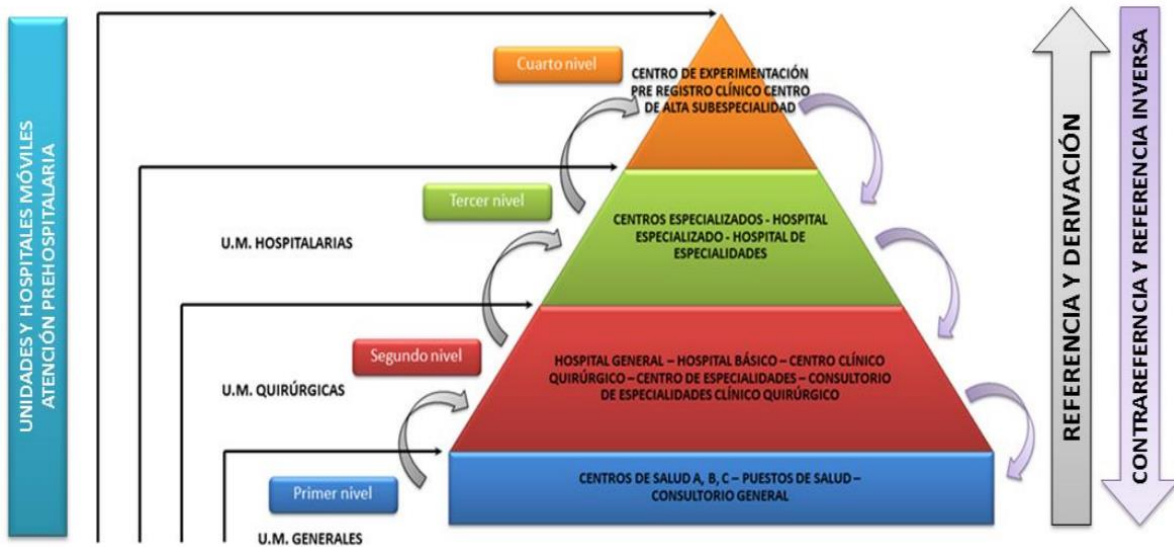 UNIDADES Y HOSPITALES MÓVILES
ATENCIÓN PREHOSPITALARIA
Cuarto nivel
CENTRO DE EXPERIMENTACIÓN
PRE REGISTRO CLÍNICO CENTRO
DE ALTA SUBESPECIALIDAD
Tercer nivel
CENTROS ESPECIALIZADOS - HOSPITAL
ESPECIALIZADO - HOSPITAL DE
ESPECIALIDADES
U.M. HOSPITALARIAS
Segundo nivel
HOSPITAL GENERAL – HOSPITAL BÁSICO – CENTRO CLÍNICO
QUIRÚRGICO – CENTRO DE ESPECIALIDADES – CONSULTORIO
DE ESPECIALIDADES CLÍNICO QUIRÚRGICO
U.M. QUIRÚRGICAS
Primer nivel
CENTROS DE SALUD A, B, C – PUESTOS DE SALUD –
CONSULTORIO GENERAL
U.M. GENERALES
REFERENCIA Y DERIVACIÓN
CONTRAREFERNCIA Y REFERENCIA INVERSA